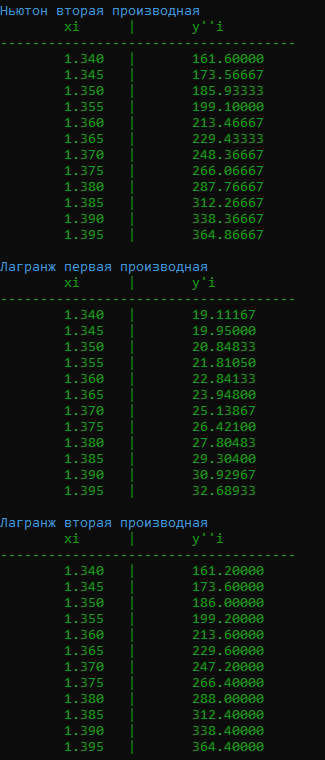 Ньютон вторая производная
xi | y''i
-------------------------------------
1.340 | 161.60000
1.345 | 173.56667
1.350 | 185.93333
1.355 | 199.10000
1.360 | 213.46667
1.365 | 229.43333
1.370 | 248.36667
1.375 | 266.06667
1.380 | 287.76667
1.385 | 312.26667
1.390 | 338.36667
1.395 | 364.86667
Лагранж первая производная
xi | y'i
-------------------------------------
1.340 | 19.11167
1.345 | 19.95000
1.350 | 20.84833
1.355 | 21.81050
1.360 | 22.84133
1.365 | 23.94800
1.370 | 25.13867
1.375 | 26.42100
1.380 | 27.80483
1.385 | 29.30400
1.390 | 30.92967
1.395 | 32.68933
Лагранж вторая производная
xi | y''i
-------------------------------------
1.340 | 161.20000
1.345 | 173.60000
1.350 | 186.00000
1.355 | 199.20000
1.360 | 213.60000
1.365 | 229.60000
1.370 | 247.20000
1.375 | 266.40000
1.380 | 288.00000
1.385 | 312.40000
1.390 | 338.40000
1.395 | 364.40000